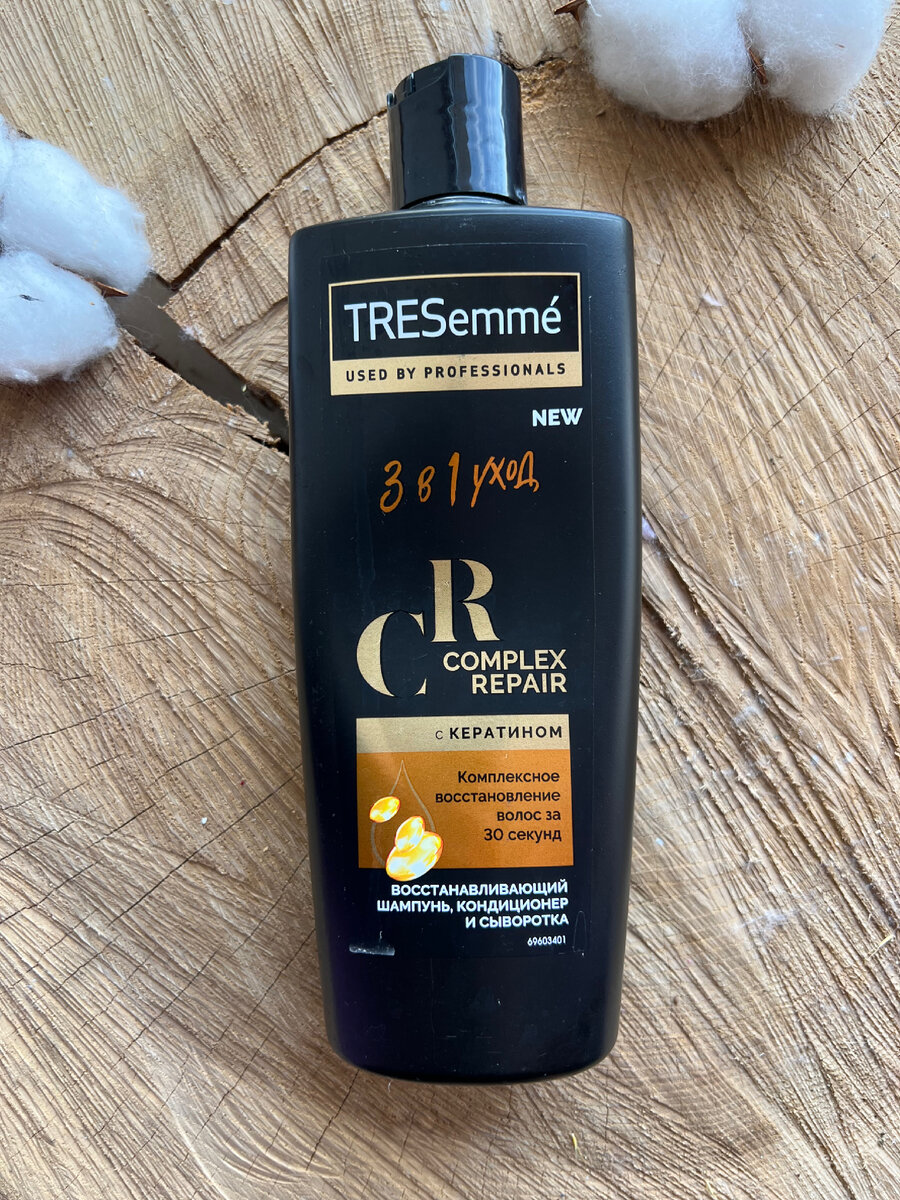 TRESemmé
USED BY PROFESSIONALS
NEW
3 в 1 уход
CR
COMPLEX
REPAIR
с КЕРАТИНОМ
Комплексное
восстановление
волос за
30 секунд
ВОССТАНАВЛИВАЮЩИЙ
ШАМПУНЬ, КОНДИЦИОНЕР
И СЫВОРОТКА
69603401